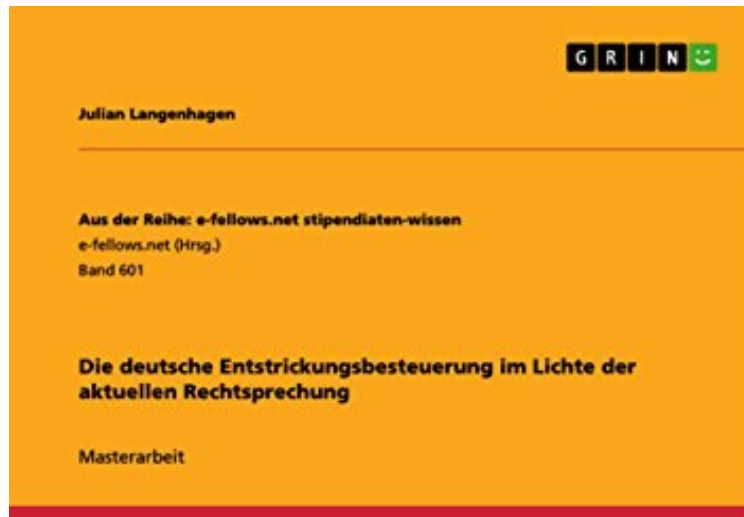 GRIN
Julian Langenhagen
Aus der Reihe: e-fellows.net stipendiaten-wissen
e-fellows.net (Hrsg.)
Band 601
Die deutsche Entstrickungsbesteuerung im Lichte der
aktuellen Rechtsprechung
Masterarbeit